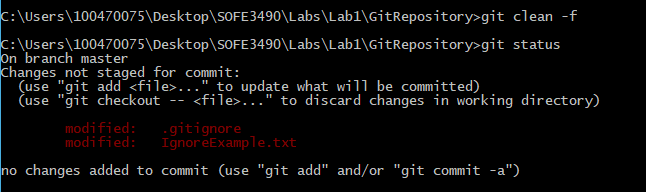 C:\Users\100470075\Desktop\SOFE3490\Labs\Lab1\GitRepository>git clean -f
C:\Users\100470075\Desktop\SOFE3490\Labs\Lab1\GitRepository>git status
On branch master
Changes not staged for commit:
  (use "git add <file>..." to update what will be committed)
  (use "git checkout -- <file>..." to discard changes in working directory)
        modified:   .gitignore
        modified:   IgnoreExample.txt
no changes added to commit (use "git add" and/or "git commit -a")